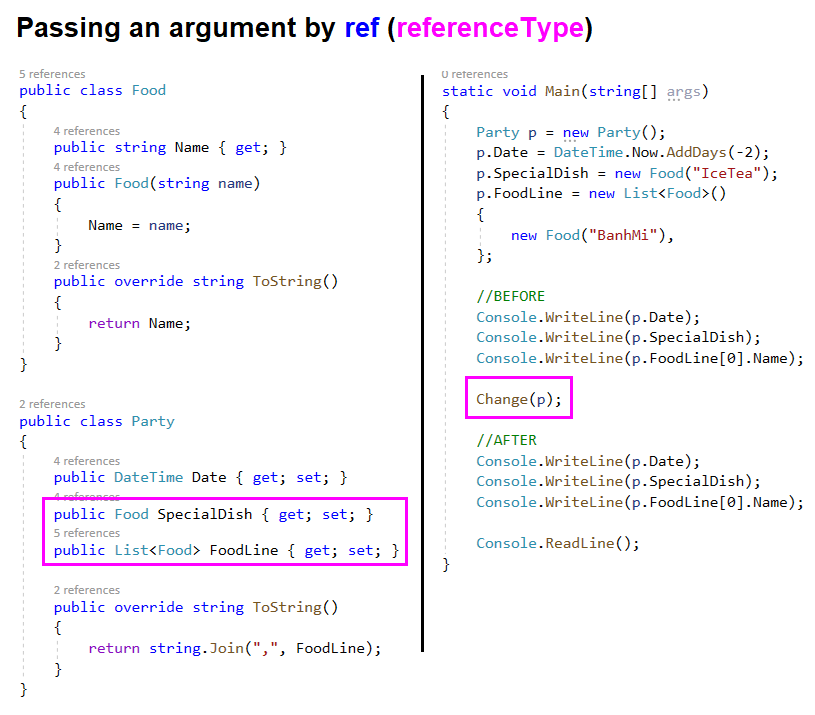 Passing an argument by ref (referenceType)
5 references
public class Food
{
4 references
public string Name { get; }
4 references
public Food(string name)
{
Name = name;
}
2 references
public override string ToString()
{
return Name;
}
}
2 references
public class Party
{
4 references
public DateTime Date { get; set; }
4 references
public Food SpecialDish { get; set; }
5 references
public List<Food> FoodLine { get; set; }
2 references
public override string ToString()
{
return string.Join(",", FoodLine);
}
}
0 references
static void Main(string[] args)
{
Party p = new Party();
p.Date = DateTime.Now.AddDays(-2);
p.SpecialDish = new Food("IceTea");
p.FoodLine = new List<Food>()
{
new Food("BanhMi"),
};
//BEFORE
Console.WriteLine(p.Date);
Console.WriteLine(p.SpecialDish);
Console.WriteLine(p.FoodLine[0].Name);
Change(p);
//AFTER
Console.WriteLine(p.Date);
Console.WriteLine(p.SpecialDish);
Console.WriteLine(p.FoodLine[0].Name);
Console.ReadLine();
}